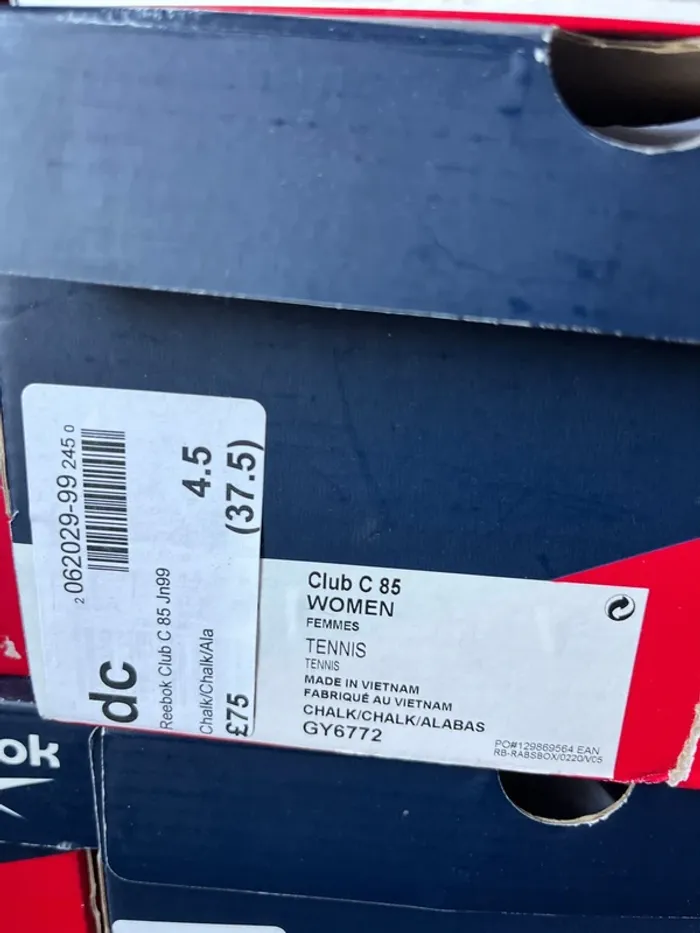 2 062029-99 245 0
4.5
(37.5)
dc
Reebok Club C 85 Jn99
Chalk/Chalk/Ala
£75
Club C 85
WOMEN
FEMMES
TENNIS
TENNIS
MADE IN VIETNAM
FABRIQUÉ AU VIETNAM
CHALK/CHALK/ALABAS
GY6772
PO#129869564 EAN
RB-RABSBOX/0220/V05
ok